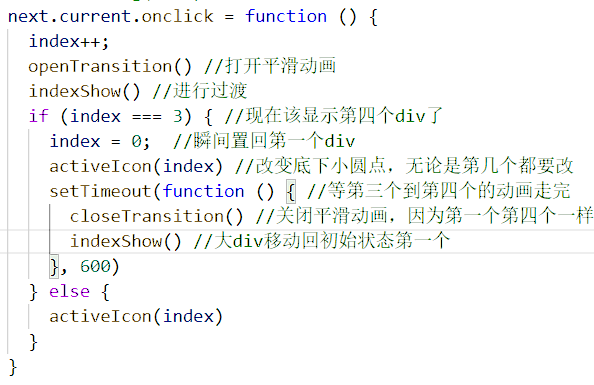 next.current.onclick = function () {
index++;
openTransition() //打开平滑动画
indexShow() //进行过渡
if (index === 3) { //现在该显示第四个div了
index = 0;  //瞬间置回第一个div
activeIcon(index) //改变底下小圆点，无论是第几个都要改
setTimeout(function () { //等第三个到第四个的动画走完
closeTransition() //关闭平滑动画，因为第一个第四个一样
indexShow() //大div移动回初始状态第一个
}, 600)
} else {
activeIcon(index)
}
}